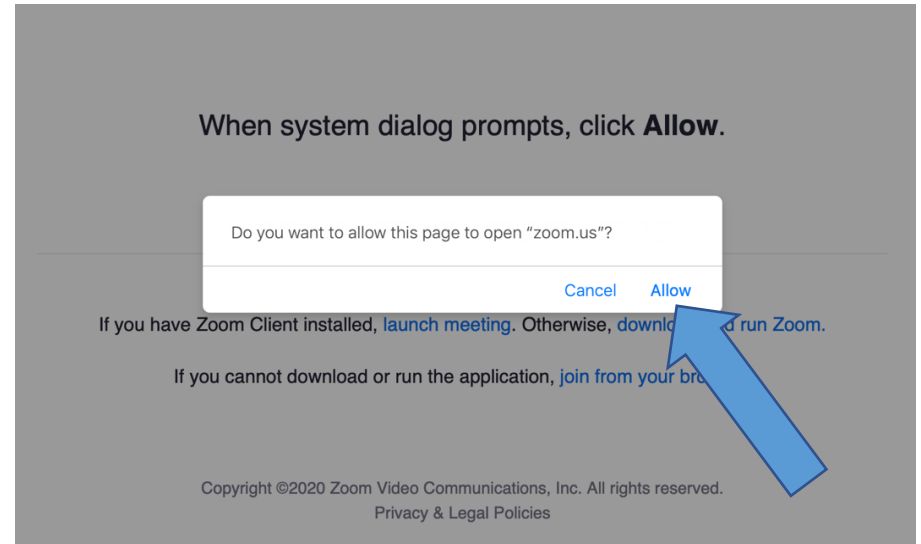 When system dialog prompts, click Allow.
Do you want to allow this page to open “zoom.us”?
Cancel Allow
If you have Zoom Client installed, launch meeting. Otherwise, run Zoom.
If you cannot download or run the application, join from your
Copyright ©2020 Zoom Video Communications, Inc. All rights reserved.
Privacy & Legal Policies